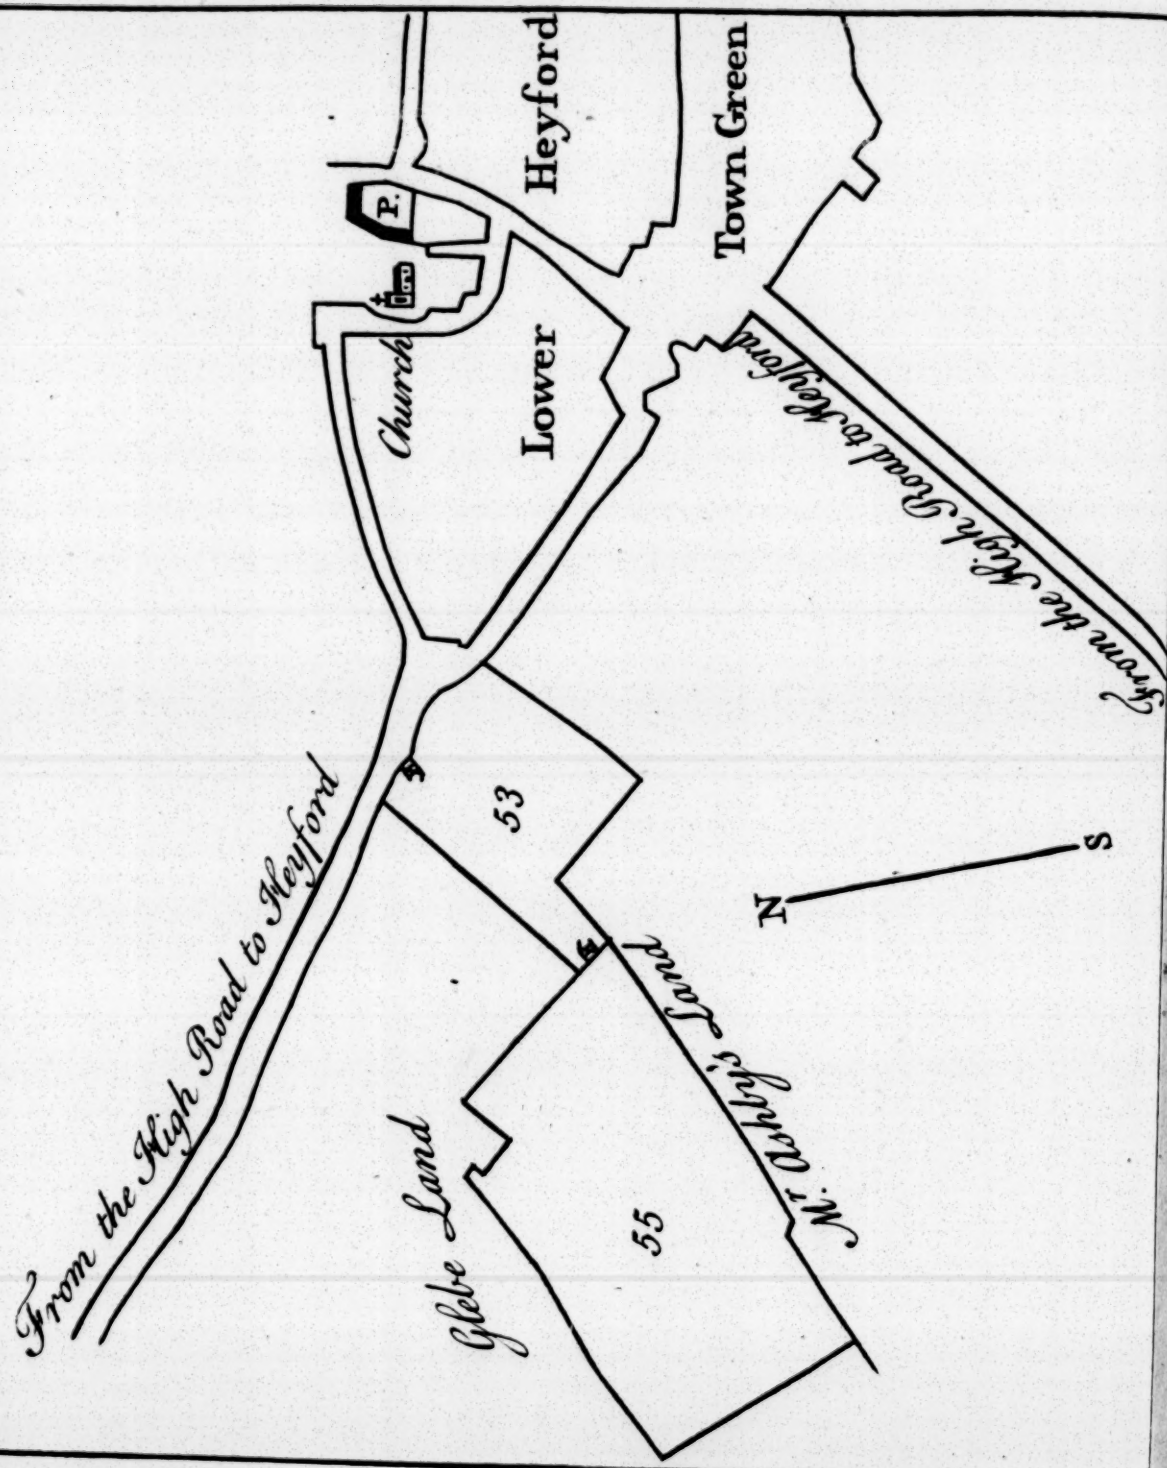 Lower Heyford
Town Green
P.
Church
From the High Road to Heyford
From the High Road to Heyford
53
55
Glebe Land
Mr. Ashby's Land
N
S